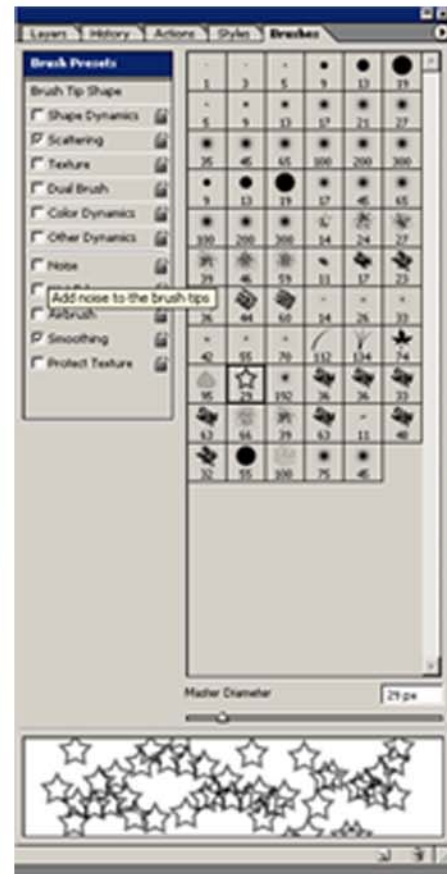 Layers History Actions Styles Brushes
Brush Presets
Brush Tip Shape
Shape Dynamics
Scattering
Texture
Dual Brush
Color Dynamics
Other Dynamics
Noise
Add noise to the brush tips
Airbrush
Smoothing
Protect Texture
1 3 5 9 13 19
5 9 13 17 21 27
35 45 65 100 200 300
9 13 19 17 45 65
100 200 300 14 24 27
39 46 59 11 17 23
36 44 60 14 26 33
42 55 70 112 134 74
95 29 192 36 36 33
63 66 39 63 11 48
32 55 100 75 45
Master Diameter 29 px